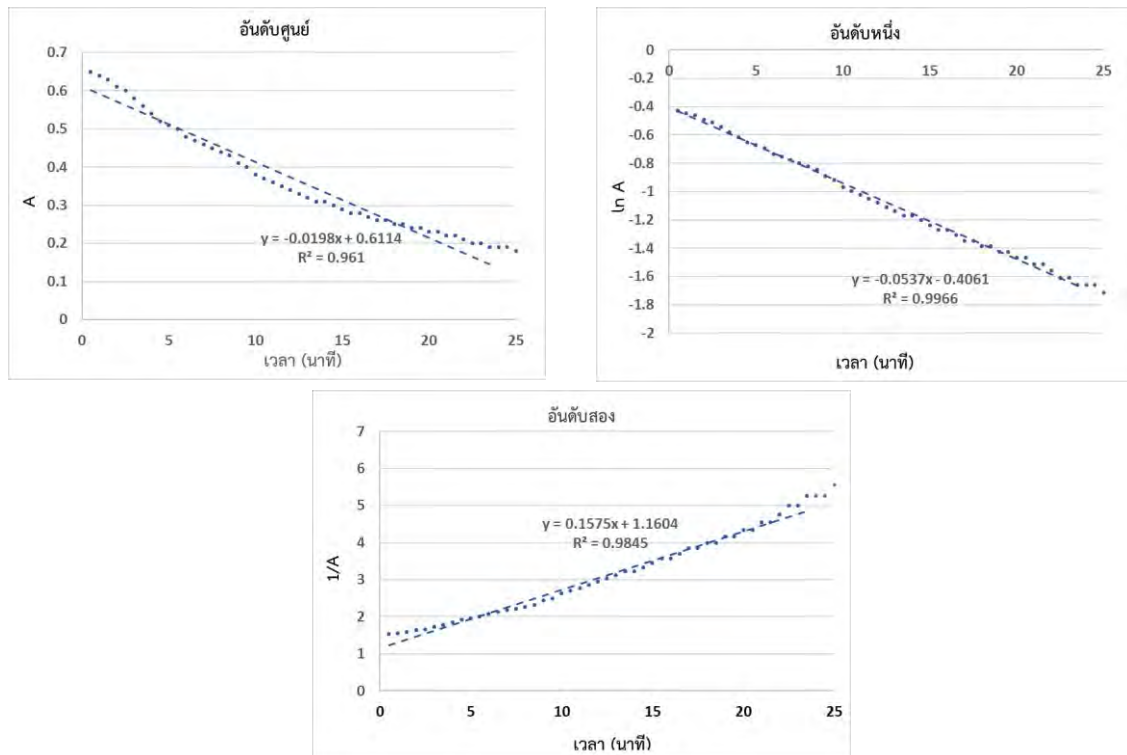 อันดับศูนย์
0.7
0.6
0.5
0.4
0.3
0.2
0.1
0
A
y = -0.0198x + 0.6114
R² = 0.961
0 5 10 15 20 25
เวลา (นาที)
อันดับหนึ่ง
0
-0.2
-0.4
-0.6
-0.8
-1
-1.2
-1.4
-1.6
-1.8
-2
ln A
0 5 10 15 20 25
y = -0.0537x - 0.4061
R² = 0.9966
เวลา (นาที)
อันดับสอง
7
6
5
4
3
2
1
0
1/A
y = 0.1575x + 1.1604
R² = 0.9845
0 5 10 15 20 25
เวลา (นาที)